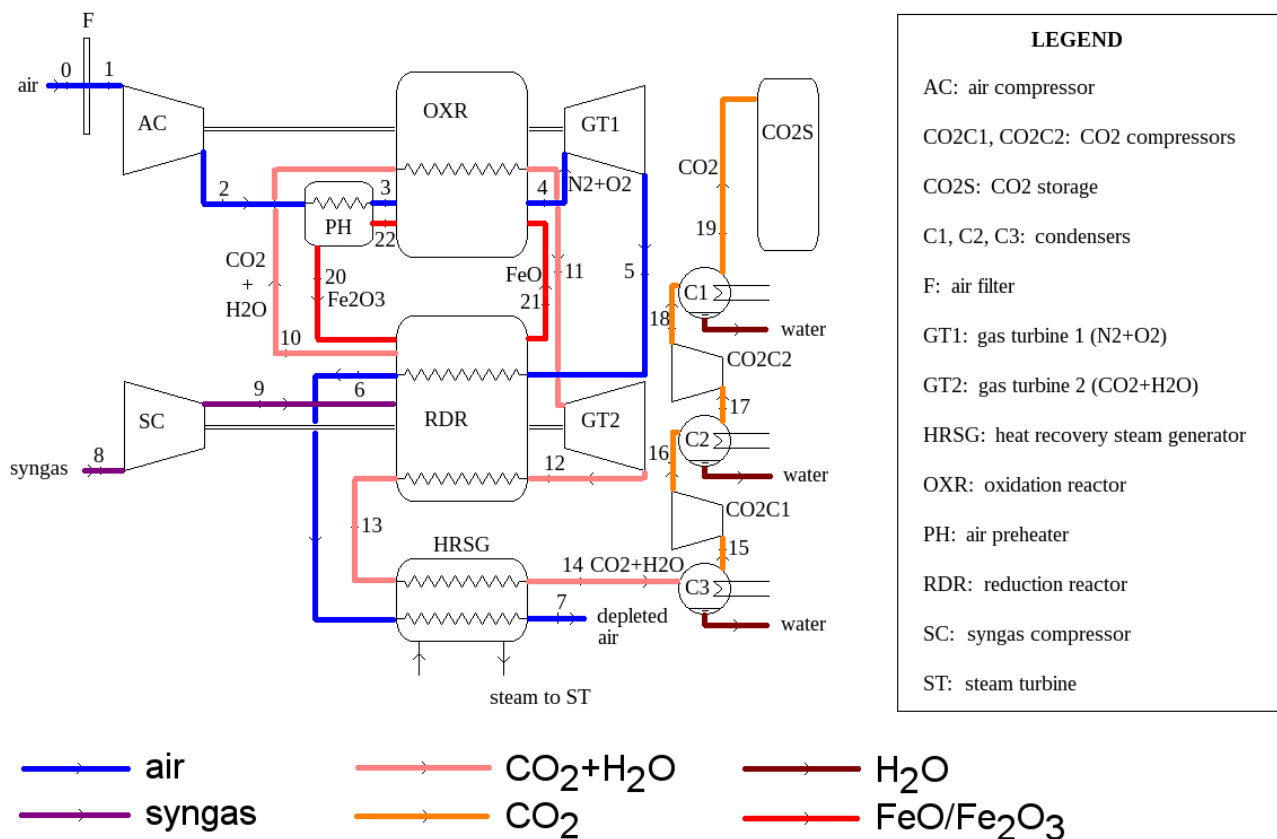 F
air
0
1
AC
OXR
GT1
CO2S
CO2
N2+O2
2
3
4
PH
22
CO2
+
H2O
20
Fe2O3
FeO
21
11
5
19
C1
water
18
10
CO2C2
SC
9
6
RDR
GT2
17
C2
syngas
8
12
16
water
CO2C1
13
HRSG
15
14
CO2+H2O
C3
7
depleted
air
water
steam to ST
LEGEND
AC: air compressor
CO2C1, CO2C2: CO2 compressors
CO2S: CO2 storage
C1, C2, C3: condensers
F: air filter
GT1: gas turbine 1 (N2+O2)
GT2: gas turbine 2 (CO2+H2O)
HRSG: heat recovery steam generator
OXR: oxidation reactor
PH: air preheater
RDR: reduction reactor
SC: syngas compressor
ST: steam turbine
air
CO₂+H₂O
H₂O
syngas
CO₂
FeO/Fe₂O₃